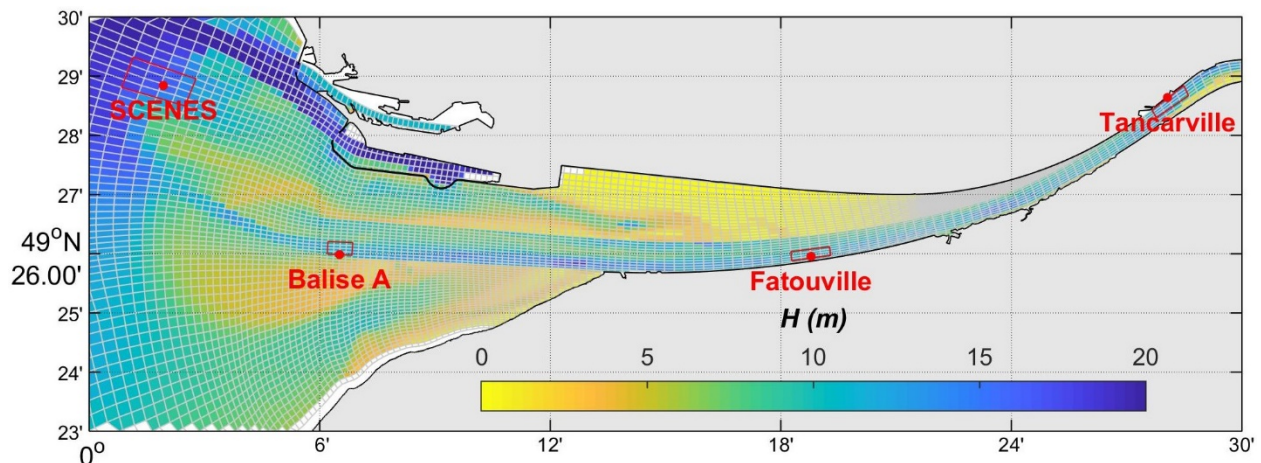 30'
29'
SCENES
28'
Tancarville
27'
49°N
26.00'
Balise A
Fatouville
25'
H (m)
24'
0 5 10 15 20
23'
0° 6' 12' 18' 24' 30'